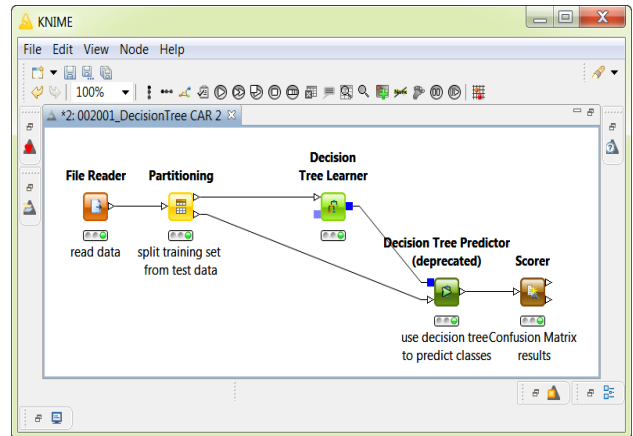 KNIME
File Edit View Node Help
100%
*2: 002001_DecisionTree CAR 2
Decision
File Reader Partitioning Tree Learner
read data split training set
from test data
Decision Tree Predictor
(deprecated) Scorer
use decision tree Confusion Matrix
to predict classes results